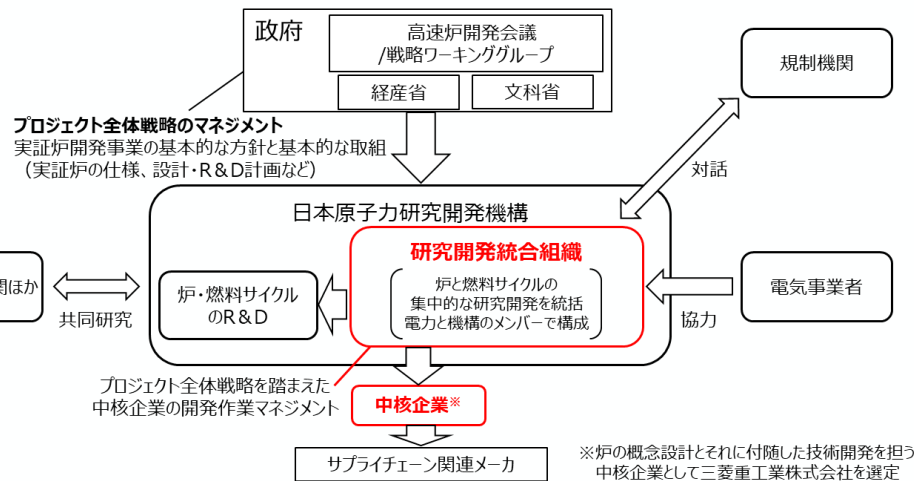 政府
高速炉開発会議
/戦略ワーキンググループ
経産省
文科省
規制機関
プロジェクト全体戦略のマネジメント
実証炉開発事業の基本的な方針と基本的な取組
（実証炉の仕様、設計・R＆D計画など）
対話
日本原子力研究開発機構
研究開発統合組織
炉と燃料サイクルの
集中的な研究開発を統括
電力と機構のメンバーで構成
炉・燃料サイクル
のR＆D
関ほか
共同研究
電気事業者
協力
プロジェクト全体戦略を踏まえた
中核企業の開発作業マネジメント
中核企業※
サプライチェーン関連メーカ
※炉の概念設計とそれに付随した技術開発を担う
中核企業として三菱重工業株式会社を選定